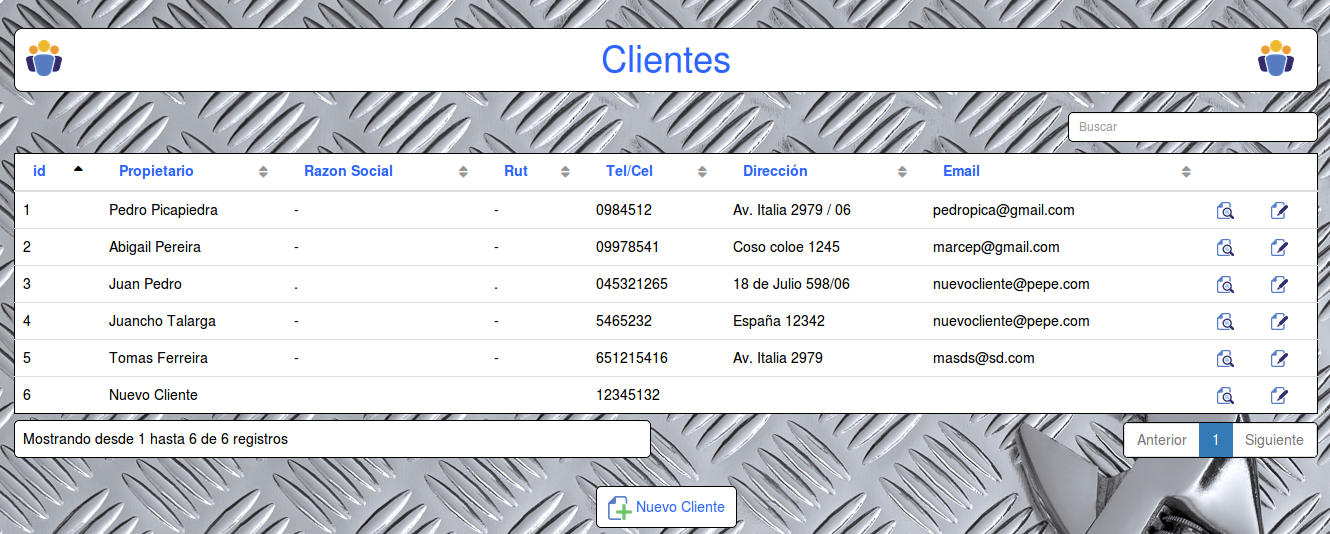 Clientes
Buscar
id Propietario Razon Social Rut Tel/Cel Dirección Email
1 Pedro Picapiedra - - 0984512 Av. Italia 2979 / 06 pedropica@gmail.com
2 Abigail Pereira - - 09978541 Coso coloe 1245 marcep@gmail.com
3 Juan Pedro . . 045321265 18 de Julio 598/06 nuevocliente@pepe.com
4 Juancho Talarga - - 5465232 España 12342 nuevocliente@pepe.com
5 Tomas Ferreira - - 651215416 Av. Italia 2979 masds@sd.com
6 Nuevo Cliente 12345132
Mostrando desde 1 hasta 6 de 6 registros
Anterior 1 Siguiente
Nuevo Cliente